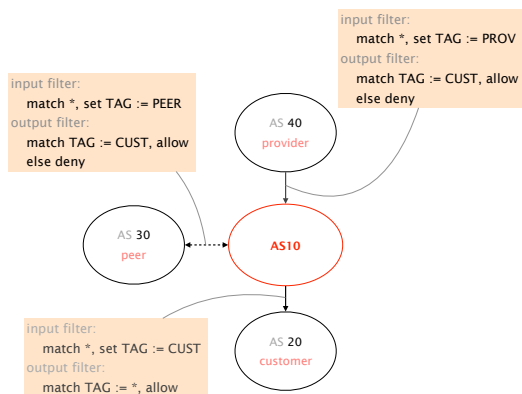 input filter:
match *, set TAG := PROV
output filter:
match TAG := CUST, allow
else deny
input filter:
match *, set TAG := PEER
output filter:
match TAG := CUST, allow
else deny
AS 40
provider
AS 30
peer
AS10
input filter:
match *, set TAG := CUST
output filter:
match TAG := *, allow
AS 20
customer